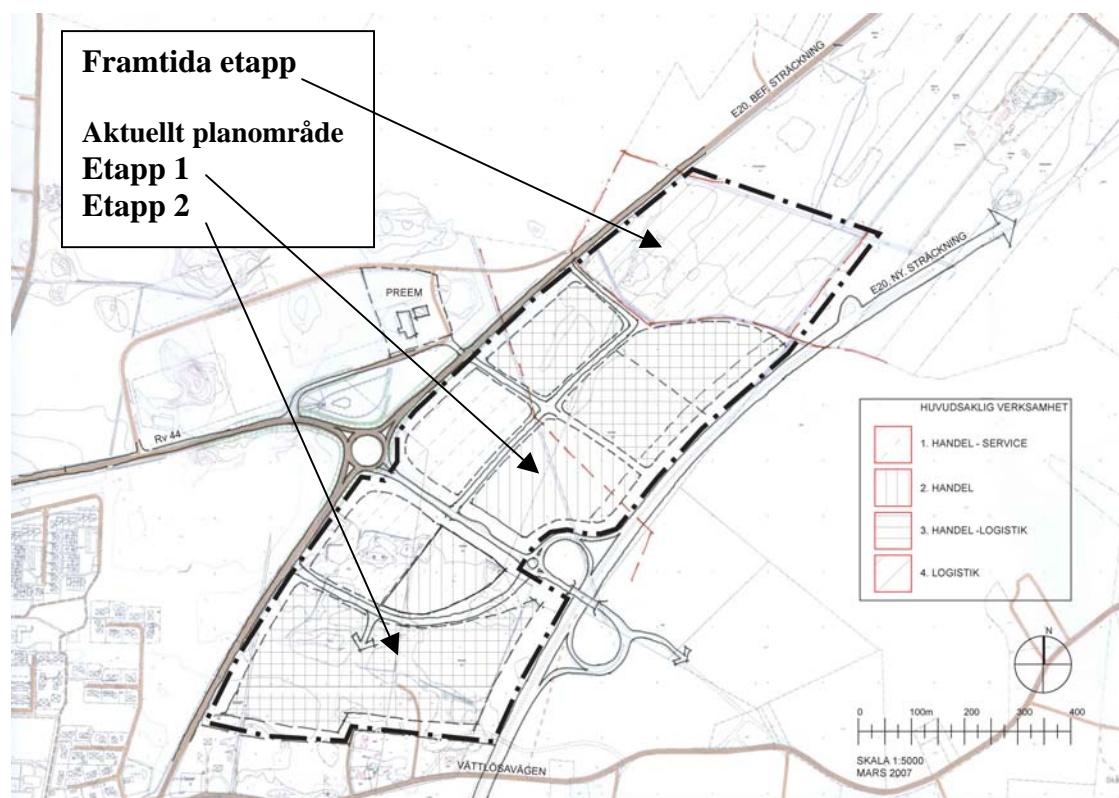 Framtida etapp
Aktuellt planområde
Etapp 1
Etapp 2
E20, BEF. STRÄCKNING
E20, NY. STRÄCKNING
PREEM
Rv 44
HUVUDSAKLIG VERKSAMHET
1. HANDEL - SERVICE
2. HANDEL
3. HANDEL -LOGISTIK
4. LOGISTIK
N
0 100m 200 300 400
SKALA 1:5000
MARS 2007
VÄTTLÖSAVÄGEN